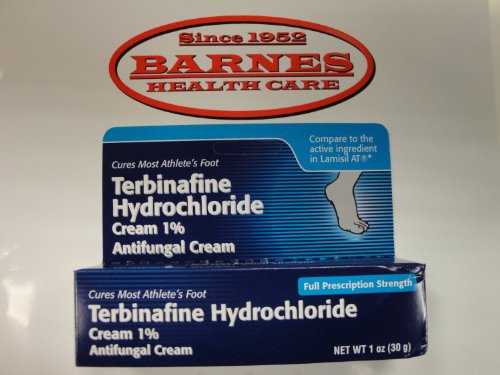 Since 1952
BARNES
HEALTH CARE
Compare to the
active ingredient
in Lamisil AT®*
Cures Most Athlete's Foot
Terbinafine
Hydrochloride
Cream 1%
Antifungal Cream
Cures Most Athlete's Foot
Full Prescription Strength
Terbinafine Hydrochloride
Cream 1%
Antifungal Cream
NET WT 1 oz (30 g)